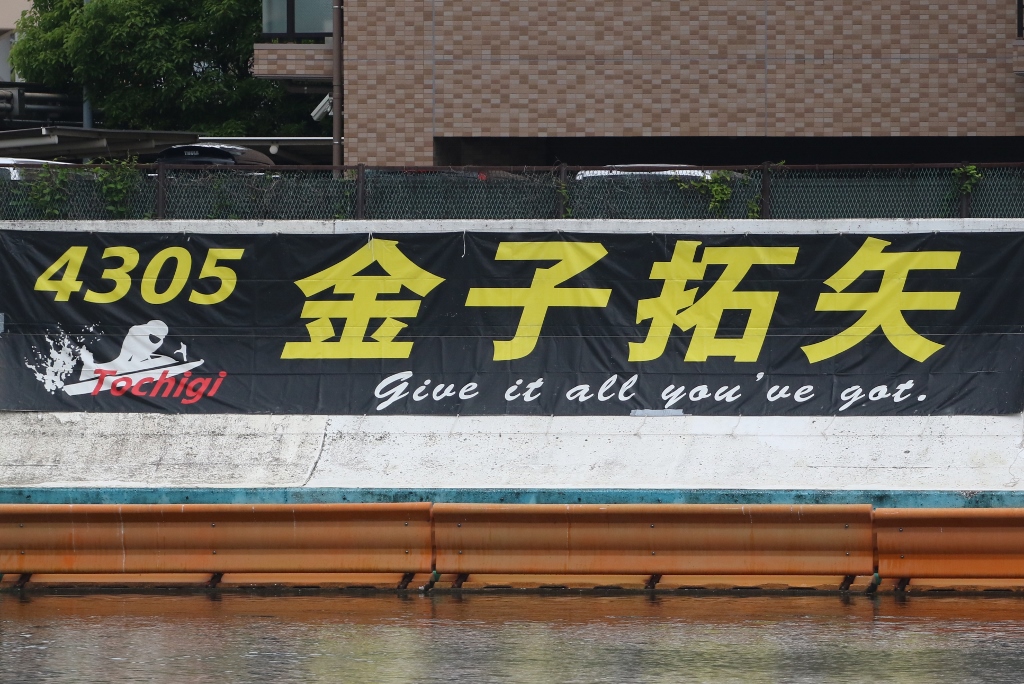 4305 金子拓矢
Tochigi Give it all you've got.